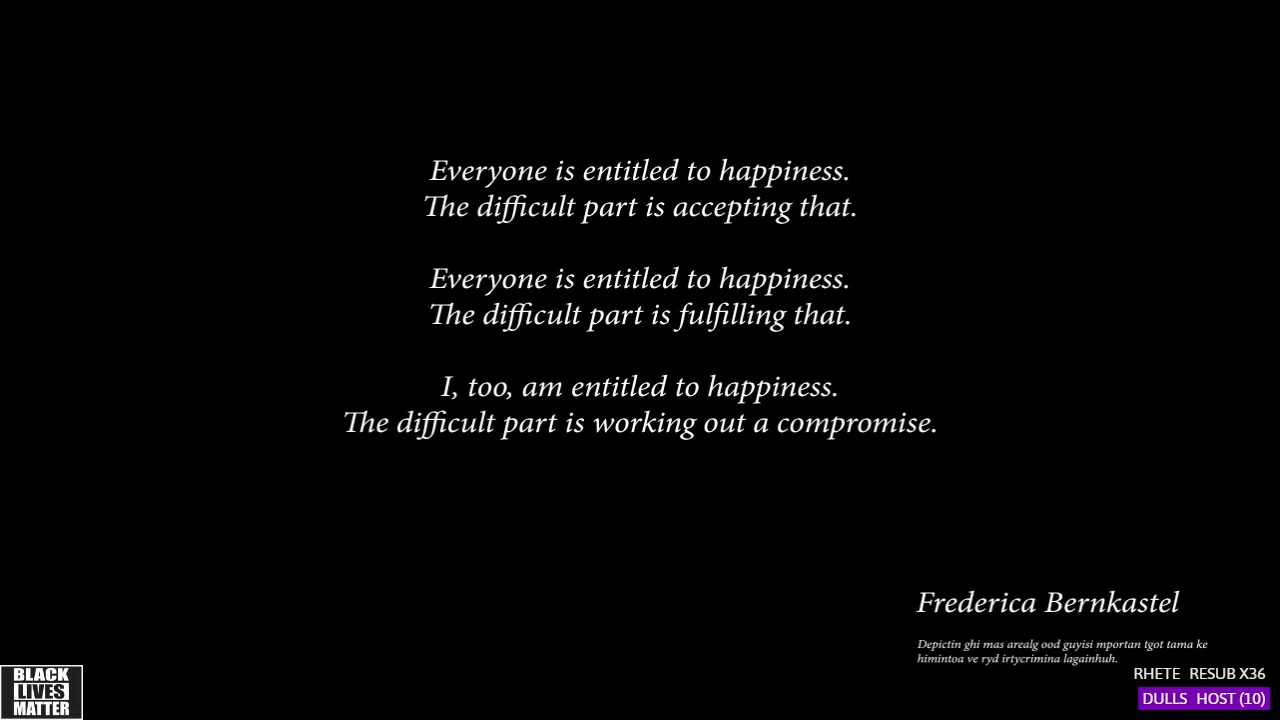 Everyone is entitled to happiness.
The difficult part is accepting that.
Everyone is entitled to happiness.
The difficult part is fulfilling that.
I, too, am entitled to happiness.
The difficult part is working out a compromise.
Frederica Bernkastel
Depictin ghi mas arealg ood guyisi mportan tgot tama ke
himintoa ve ryd irtycrimina lagainhuh.
RHETE RESUB X36
DULLS HOST (10)
BLACK
LIVES
MATTER